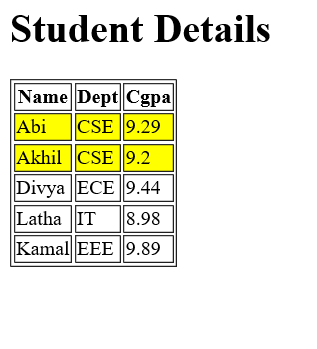 Student Details
Name Dept Cgpa
Abi CSE 9.29
Akhil CSE 9.2
Divya ECE 9.44
Latha IT 8.98
Kamal EEE 9.89